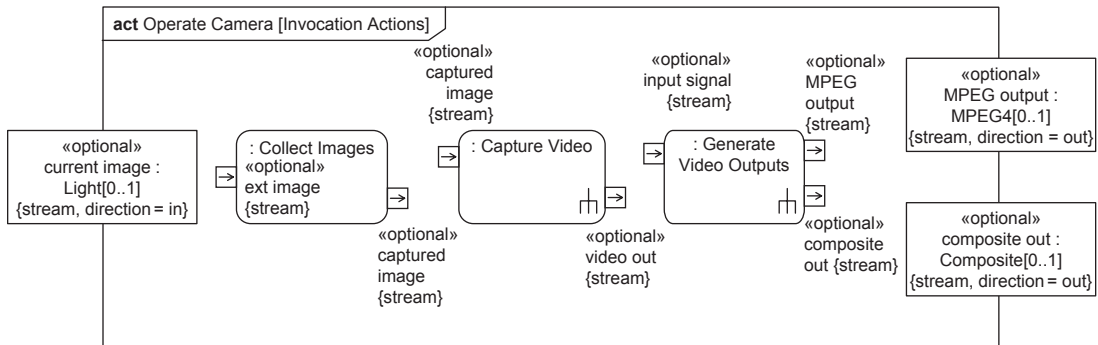 act Operate Camera [Invocation Actions]
«optional»
current image :
Light[0..1]
{stream, direction = in}
: Collect Images
«optional»
ext image
{stream}
«optional»
captured
image
{stream}
«optional»
captured
image
{stream}
: Capture Video
«optional»
video out
{stream}
«optional»
input signal
{stream}
: Generate
Video Outputs
«optional»
MPEG
output
{stream}
«optional»
composite
out {stream}
«optional»
MPEG output :
MPEG4[0..1]
{stream, direction = out}
«optional»
composite out :
Composite[0..1]
{stream, direction = out}